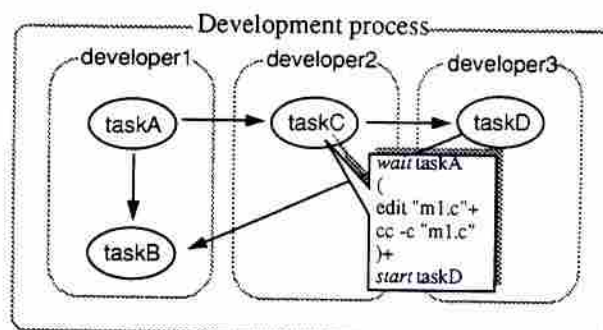 Development process
developer1
developer2
developer3
taskA
taskC
taskD
taskB
wait taskA
(
edit "m1.c"+
cc -c "m1.c"
)+
start taskD